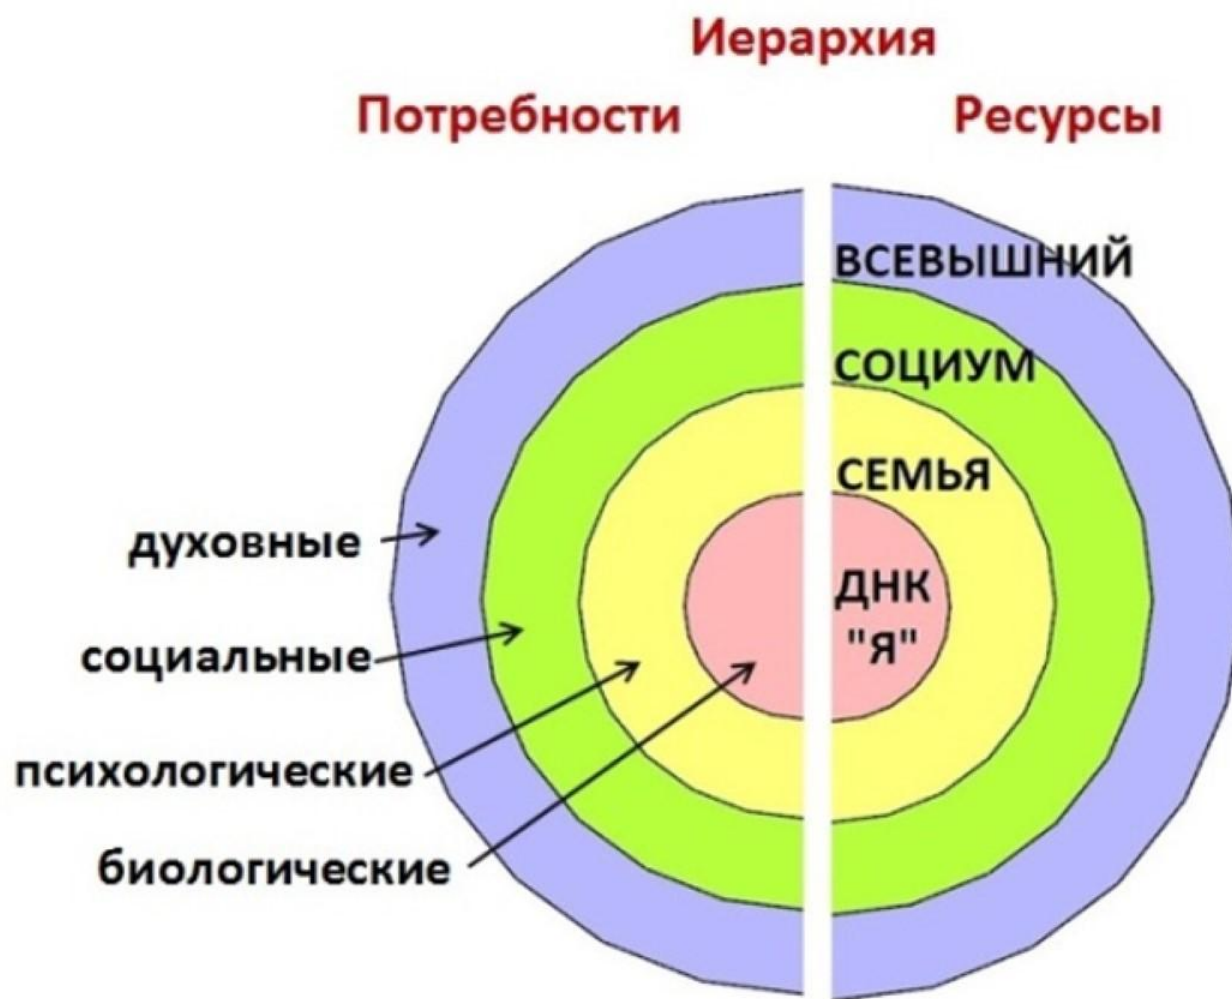 Иерархия
Потребности
Ресурсы
ВСЕВЫШНИЙ
СОЦИУМ
СЕМЬЯ
ДНК
"Я"
духовные
социальные
психологические
биологические